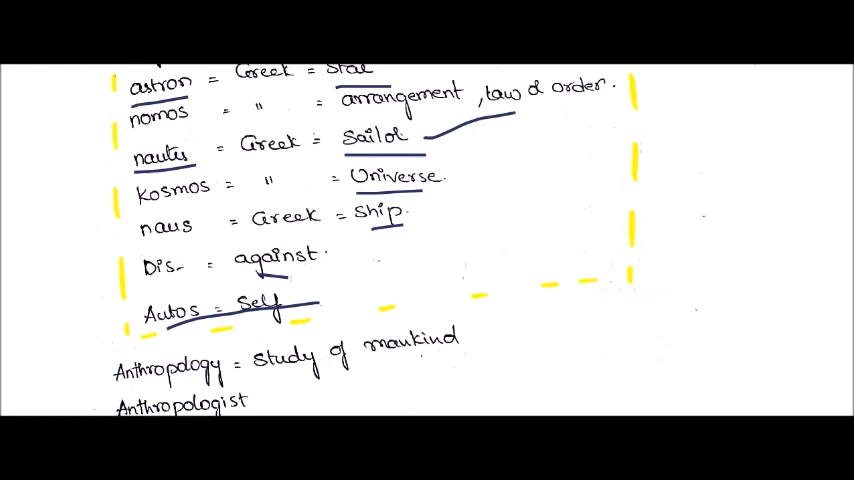 astron = Greek = Star
nomos = " = arrangement, law & order.
nautes = Greek = Sailor
kosmos = " = Universe.
naus = Greek = ship.
Dis- = against.
Autos = Self
Anthropology = study of mankind
Anthropologist